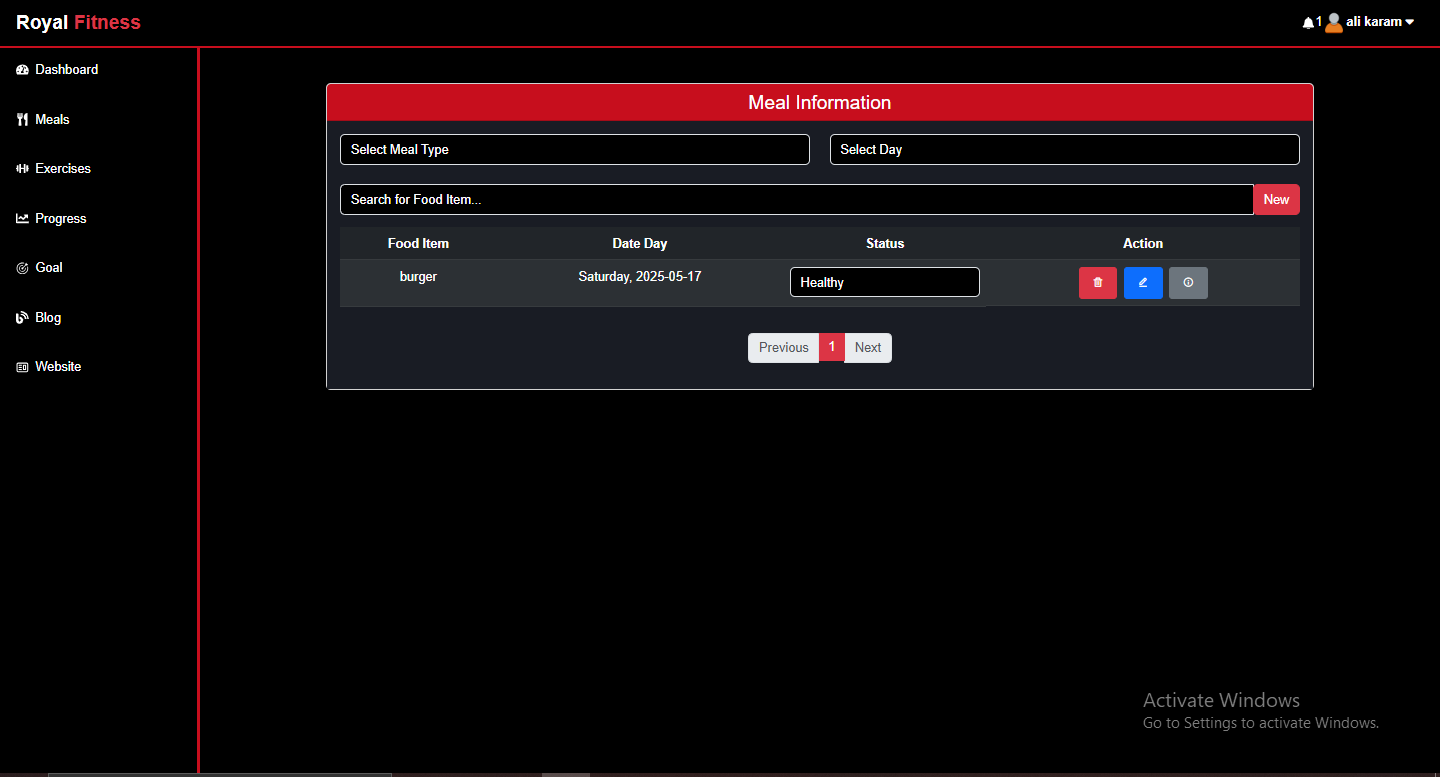 Royal Fitness
1 ali karam
Dashboard
Meals
Exercises
Progress
Goal
Blog
Website
Meal Information
Select Meal Type
Select Day
Search for Food Item...
New
Food Item Date Day Status Action
burger Saturday, 2025-05-17 Healthy
Previous 1 Next
Activate Windows
Go to Settings to activate Windows.